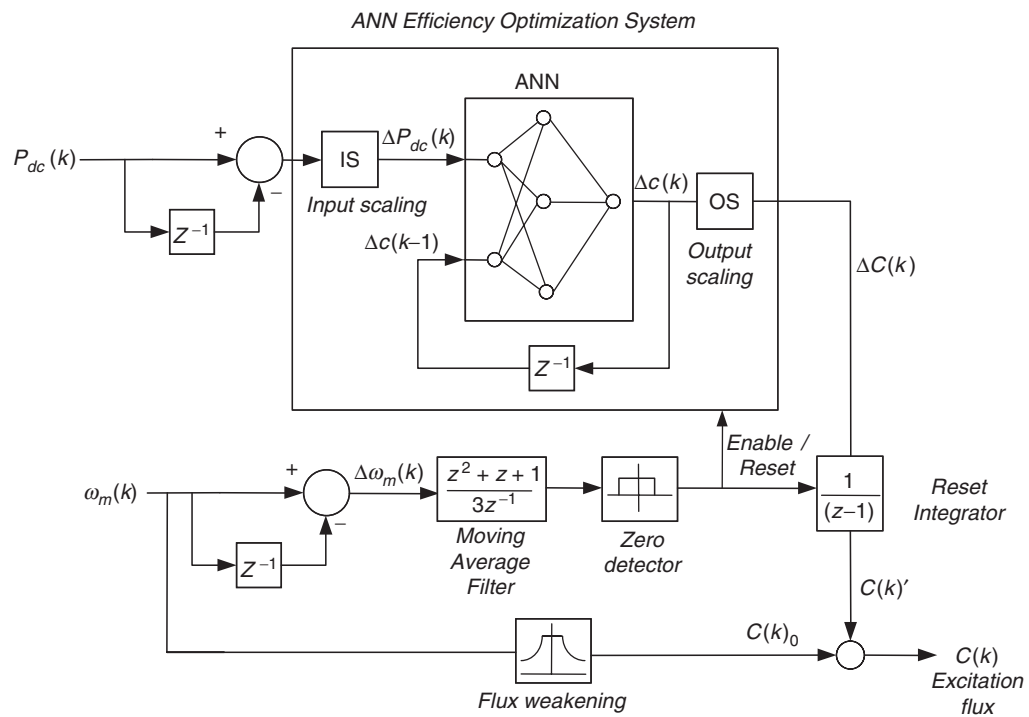 ANN Efficiency Optimization System
ANN
P_dc(k)
+
−
Z⁻¹
IS
Input scaling
ΔP_dc(k)
Δc(k−1)
Z⁻¹
Δc(k)
OS
Output
scaling
ΔC(k)
Enable /
Reset
ω_m(k)
+
−
Z⁻¹
Δω_m(k)
z² + z + 1
3z⁻¹
Moving
Average
Filter
Zero
detector
1
(z−1)
Reset
Integrator
C(k)′
C(k)₀
Flux weakening
C(k)
Excitation
flux